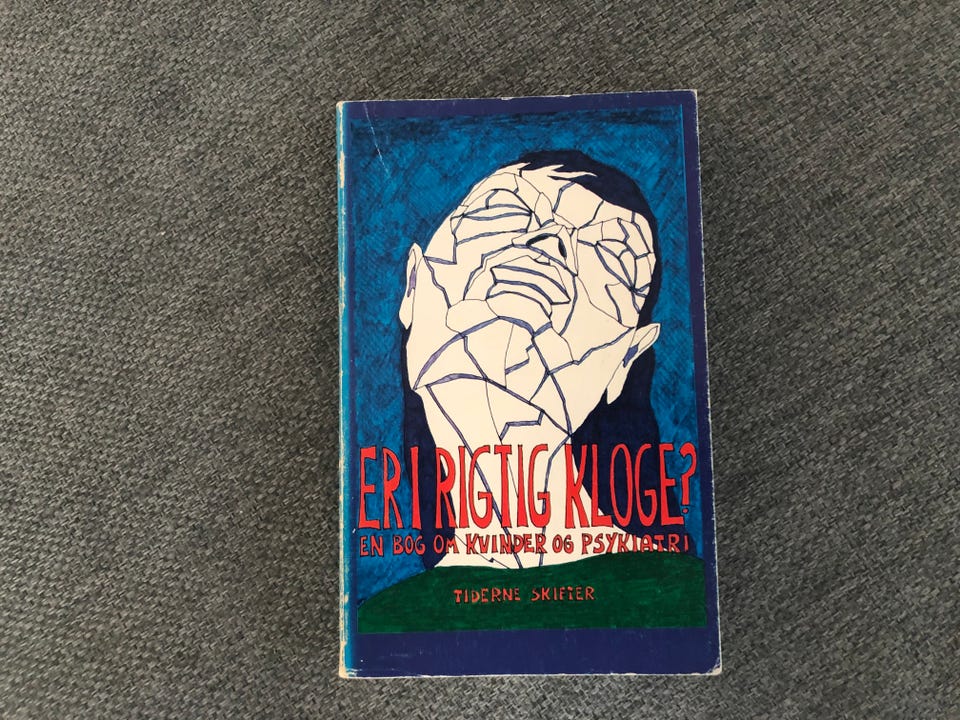 ER I RIGTIG KLOGE?
EN BOG OM KVINDER OG PSYKIATRI
TIDERNE SKIFTER